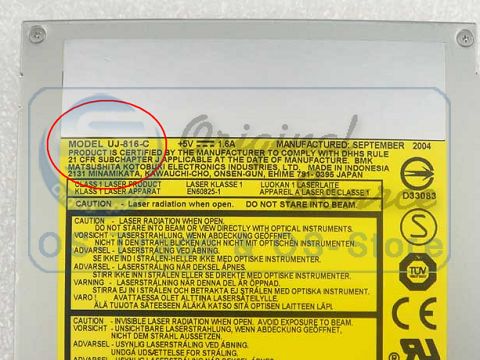 MODEL UJ-816-C +5V 1.6A MANUFACTURED: SEPTEMBER 2004
PRODUCT IS CERTIFIED BY THE MANUFACTURER TO COMPLY WITH DHHS RULE
21 CFR SUBCHAPTER J APPLICABLE AT THE DATE OF MANUFACTURE. BMK
MATSUSHITA KOTOBUKI ELECTRONICS INDUSTRIES, LTD. MADE IN INDONESIA
2131 MINAMIKATA, KAWAUCHI-CHO, ONSEN-GUN, EHIME 791-0395 JAPAN
CLASS 1 LASER PRODUCT LASER KLASSE 1 LUOKAN 1 LASERLAITE
KLASS 1 LASER APPARAT EN60825-1 APPAREIL A LASER DE CLASSE 1
D33083
CAUTION - Laser radiation when open. DO NOT STARE INTO BEAM.
CAUTION - LASER RADIATION WHEN OPEN.
DO NOT STARE INTO BEAM OR VIEW DIRECTLY WITH OPTICAL INSTRUMENTS.
VORSICHT - LASERSTRAHLUNG, WENN ABDECKUNG GEÖFFNET.
NICHT IN DEN STRAHL BLICKEN AUCH NICHT MIT OPTISCHEN INSTRUMENTEN.
ADVARSEL - LASERSTRÅLING VED ÅBNING.
SE IKKE IND I STRÅLEN-HELLER IKKE MED OPTISKE INSTRUMENTER.
ADVARSEL - LASERSTRÅLING NÅR DEKSEL ÅPNES.
STIRR IKKE INN I STRÅLEN ELLER SE DIREKTE MED OPTISKE INSTRUMENTER.
VARNING - LASERSTRÅLNING NÄR DENNA DEL ÄR ÖPPNAD.
STIRRA EJ IN I STRÅLEN OCH BETRAKTA EJ STRÅLEN MED OPTISKA INSTRUMENT.
VARO! - AVATTAESSA OLET ALTTIINA LASERSÄTEILYLLE.
ÄLÄ TUIJOTA SÄTEESEEN ÄLÄKÄ KATSO SITÄ OPTISEN LAITTEEN LÄPI.
CAUTION - INVISIBLE LASER RADIATION WHEN OPEN. AVOID EXPOSURE TO BEAM.
VORSICHT - UNSICHTBARE LASERSTRAHLUNG, WENN ABDECKUNG GEÖFFNET.
NICHT DEM STRAHL AUSSETZEN.
ADVARSEL - USYNLIG LASERSTRÅLING VED ÅBNING.
UNDGÅ UDSÆTTELSE FOR STRÅLING.
Original